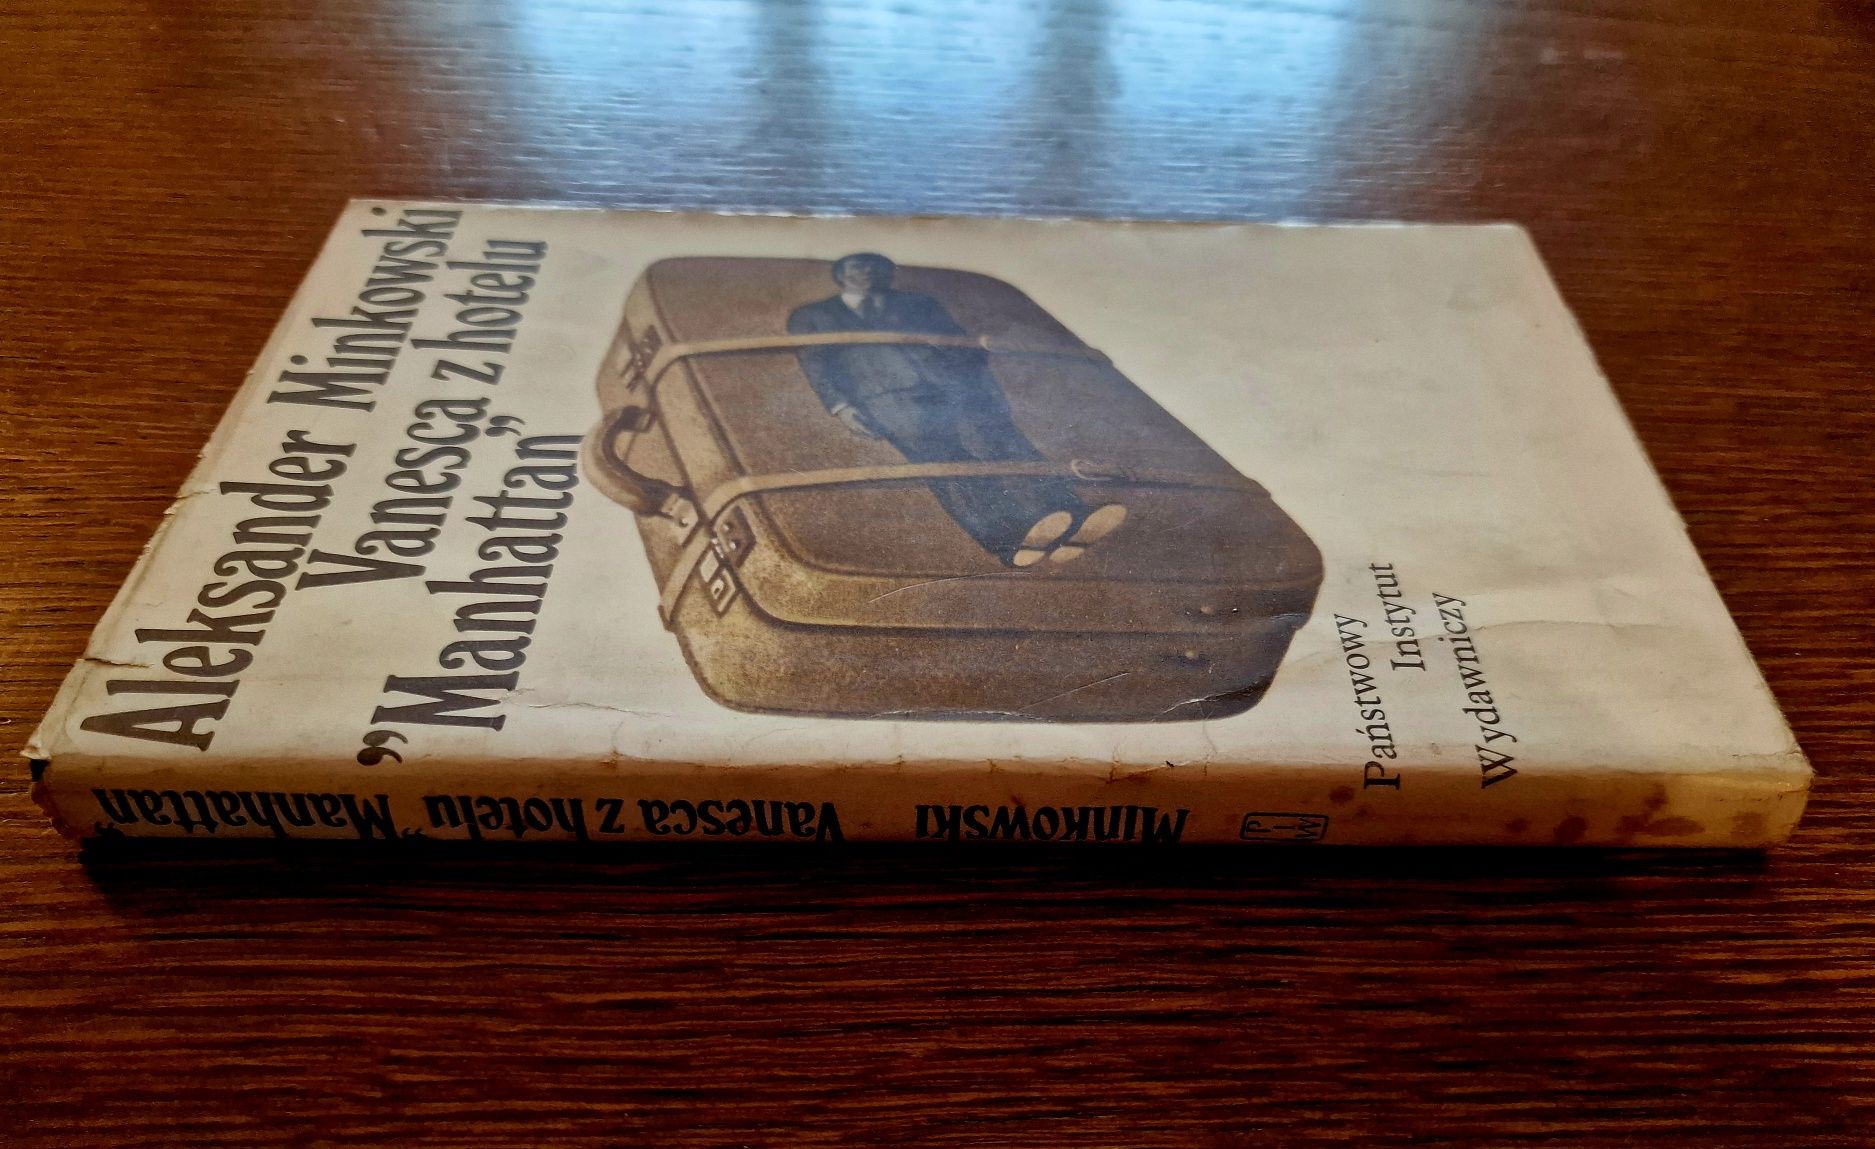 Aleksander Minkowski
Vanesca z hotelu
„Manhattan”
Państwowy
Instytut
Wydawniczy
PIW
Minkowski
Vanesca z hotelu „Manhattan”